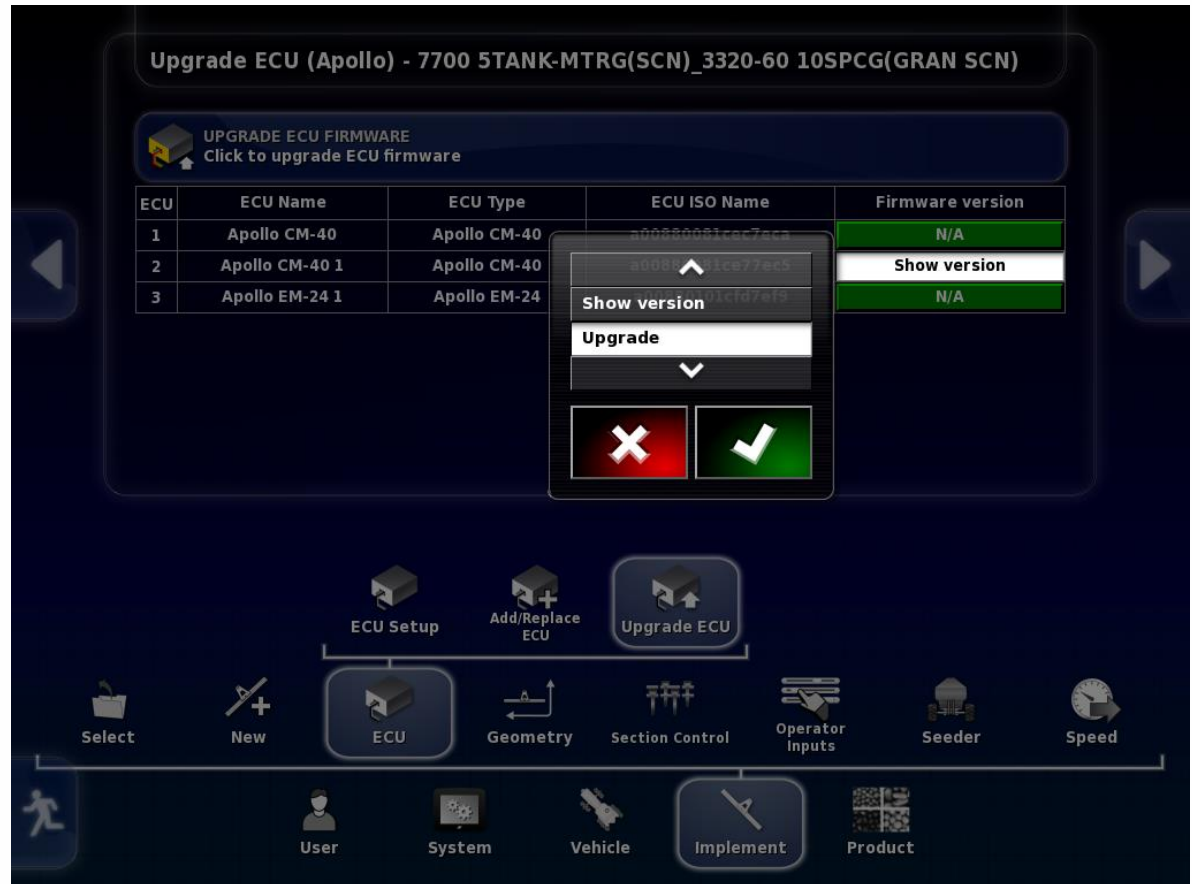 Upgrade ECU (Apollo) - 7700 5TANK-MTRG(SCN)_3320-60 10SPCG(GRAN SCN)
UPGRADE ECU FIRMWARE
Click to upgrade ECU firmware
ECU ECU Name ECU Type ECU ISO Name Firmware version
1 Apollo CM-40 Apollo CM-40 a00880081cec7eca N/A
2 Apollo CM-40 1 Apollo CM-40 a00880081ce77ec5 Show version
3 Apollo EM-24 1 Apollo EM-24 a00880101cfd7ef9 N/A
Show version
Upgrade
ECU Setup
Add/Replace
ECU
Upgrade ECU
Select
New
ECU
Geometry
Section Control
Operator
Inputs
Seeder
Speed
User
System
Vehicle
Implement
Product